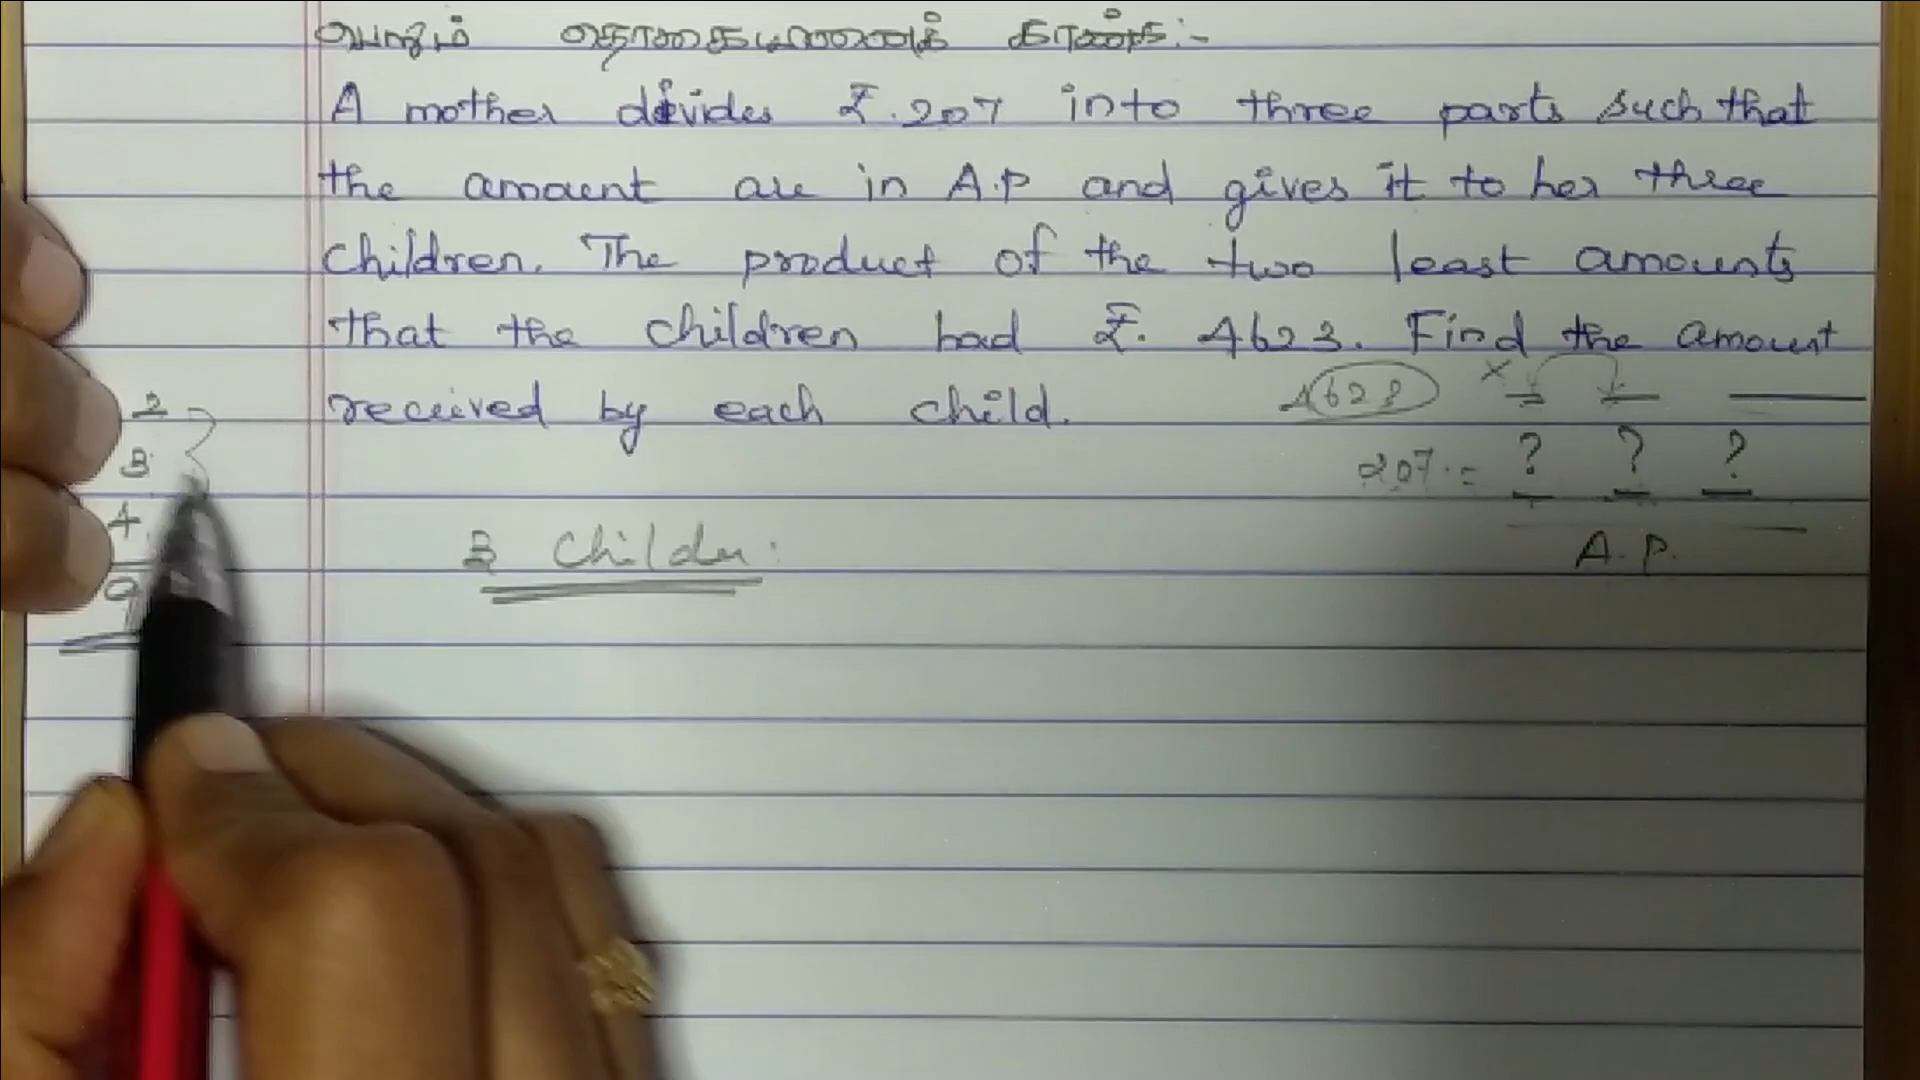 பெறும் தொகையினைக் காண்க:-
A mother divides ₹.207 into three parts such that
the amount are in A.P and gives it to her three
children. The product of the two least amounts
that the children had ₹. 4623. Find the amount
received by each child.
4623 ×
207. = ? ? ?
A.P.
2
3
4
9
3 Childen: